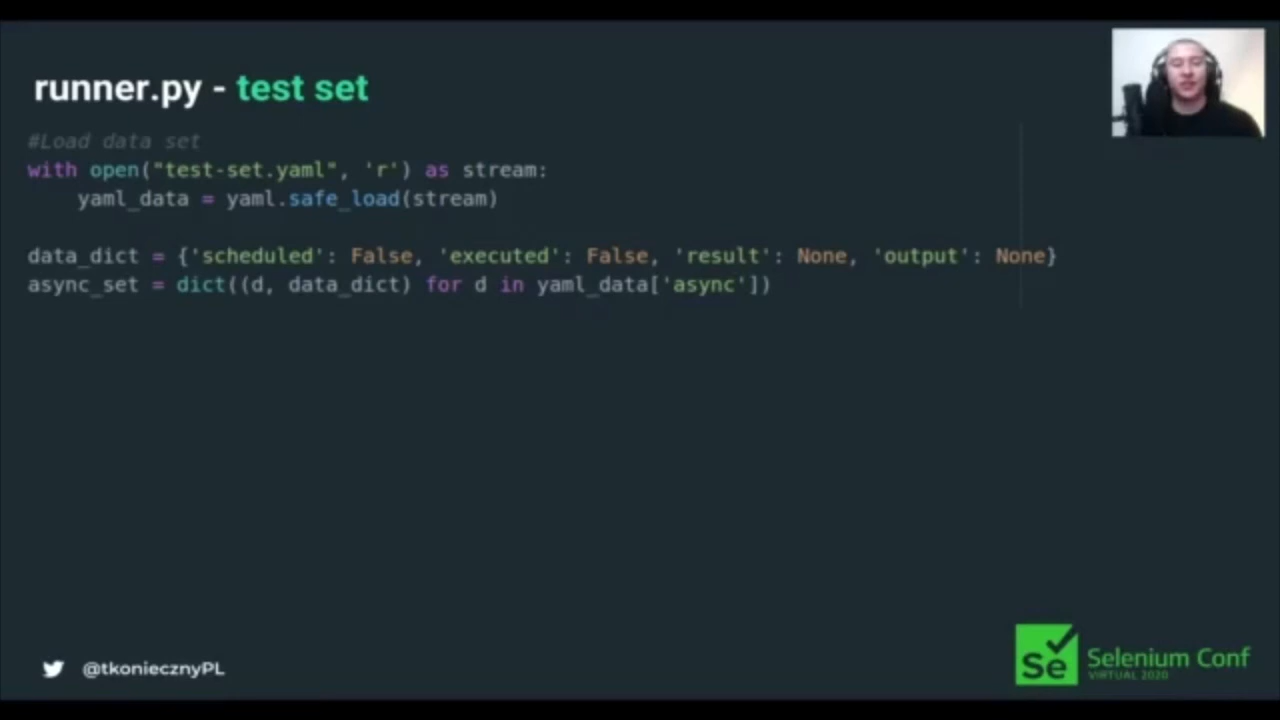 runner.py - test set
#Load data set
with open("test-set.yaml", 'r') as stream:
    yaml_data = yaml.safe_load(stream)
data_dict = {'scheduled': False, 'executed': False, 'result': None, 'output': None}
async_set = dict((d, data_dict) for d in yaml_data['async'])
@tkoniecznyPL
Se Selenium Conf
VIRTUAL 2020